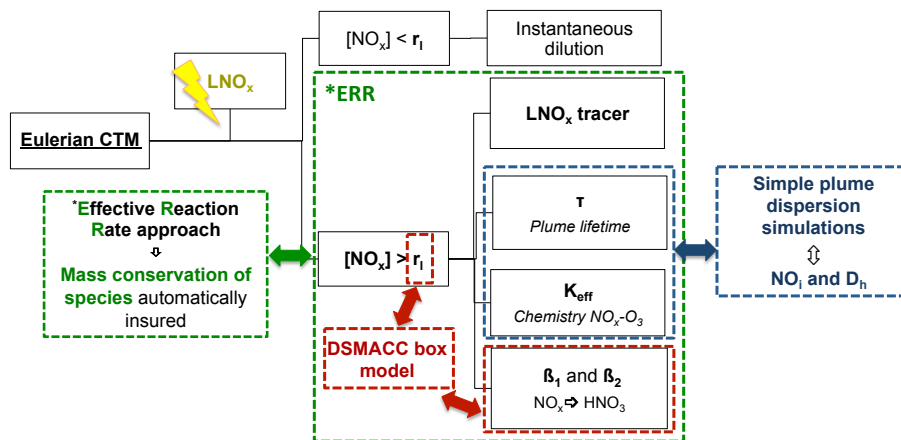 [NOₓ] < rₗ
Instantaneous
dilution
LNOₓ
*ERR
LNOₓ tracer
Eulerian CTM
*Effective Reaction
Rate approach
⇩
Mass conservation of
species automatically
insured
[NOₓ] > rₗ
τ
Plume lifetime
Kₑff
Chemistry NOₓ-O₃
Simple plume
dispersion
simulations
⇕
NOᵢ and Dₕ
DSMACC box
model
ß₁ and ß₂
NOₓ⇨ HNO₃